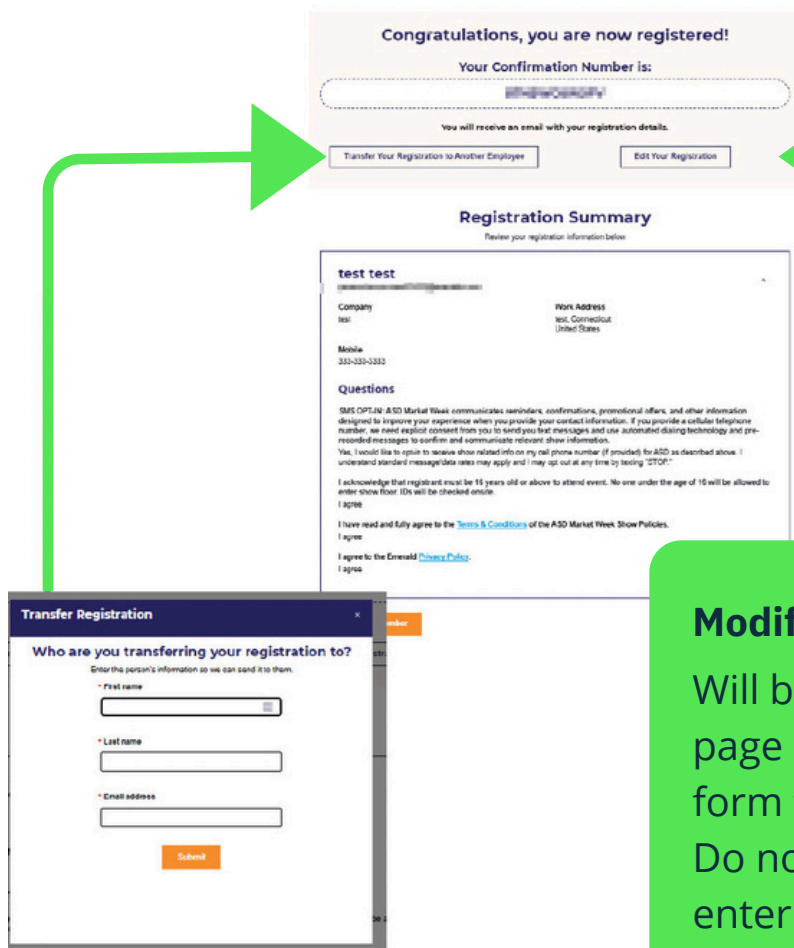 Congratulations, you are now registered!
Your Confirmation Number is:
You will receive an email with your registration details.
Transfer Your Registration to Another Employee
Edit Your Registration
Registration Summary
Review your registration information below
test test
Company
test
Work Address
test, Connecticut
United States
Mobile
333-333-3333
Questions
SMS OPT-IN: ASD Market Week communicates reminders, confirmations, promotional offers, and other information
designed to improve your experience when you provide your contact information. If you provide a cellular telephone
number, we need explicit consent from you to send you text messages and use automated dialing technology and pre-
recorded messages to confirm and communicate relevant show information.
Yes, I would like to opt-in to receive show related info on my cell phone number (if provided) for ASD as described above. I
understand standard message/data rates may apply and I may opt out at any time by texting "STOP."
I acknowledge that registrant must be 16 years old or above to attend event. No one under the age of 16 will be allowed to
enter show floor. IDs will be checked onsite.
I agree
I have read and fully agree to the Terms & Conditions of the ASD Market Week Show Policies.
I agree
I agree to the Emerald Privacy Policy.
I agree
Transfer Registration ×
Who are you transferring your registration to?
Enter the person's information so we can send it to them.
* First name
* Last name
* Email address
Submit
Modif
Will b
page
form
Do no
enter